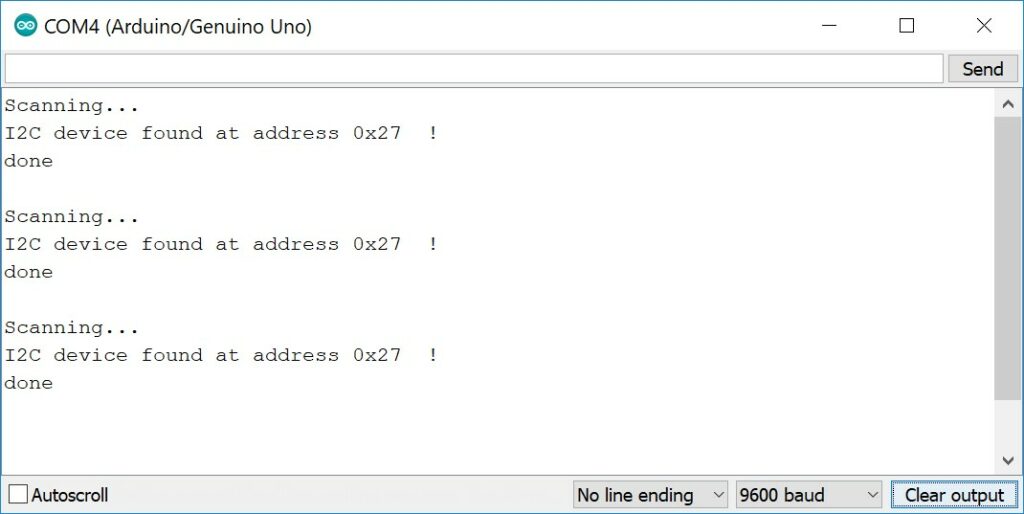 COM4 (Arduino/Genuino Uno)
Send
Scanning...
I2C device found at address 0x27  !
done
Scanning...
I2C device found at address 0x27  !
done
Scanning...
I2C device found at address 0x27  !
done
Autoscroll
No line ending
9600 baud
Clear output